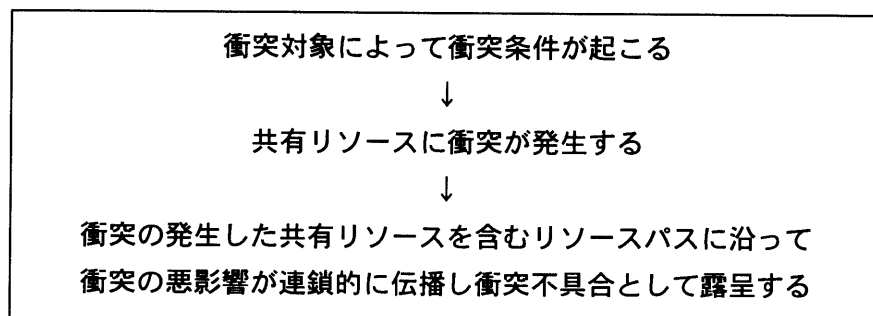 衝突対象によって衝突条件が起こる
↓
共有リソースに衝突が発生する
↓
衝突の発生した共有リソースを含むリソースパスに沿って
衝突の悪影響が連鎖的に伝播し衝突不具合として露呈する